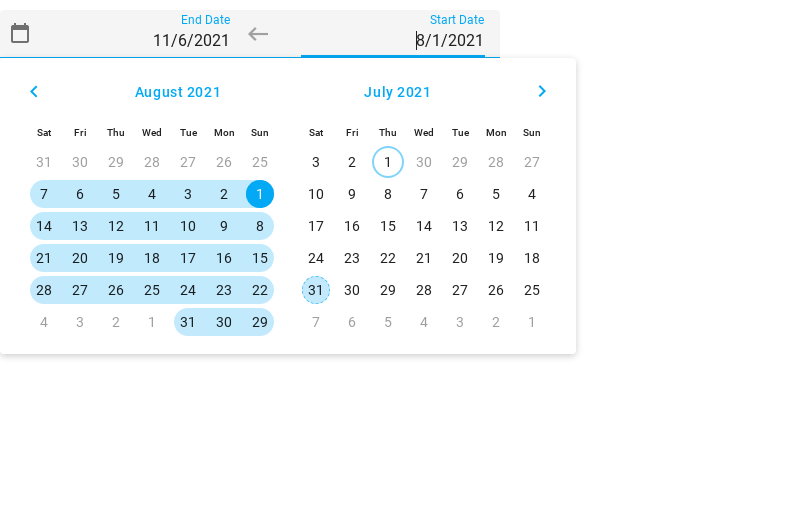 End Date
Start Date
11/6/2021
8/1/2021
August 2021
July 2021
Sat Fri Thu Wed Tue Mon Sun
Sat Fri Thu Wed Tue Mon Sun
31 30 29 28 27 26 25
3 2 1 30 29 28 27
7 6 5 4 3 2 1
10 9 8 7 6 5 4
14 13 12 11 10 9 8
17 16 15 14 13 12 11
21 20 19 18 17 16 15
24 23 22 21 20 19 18
28 27 26 25 24 23 22
31 30 29 28 27 26 25
4 3 2 1 31 30 29
7 6 5 4 3 2 1